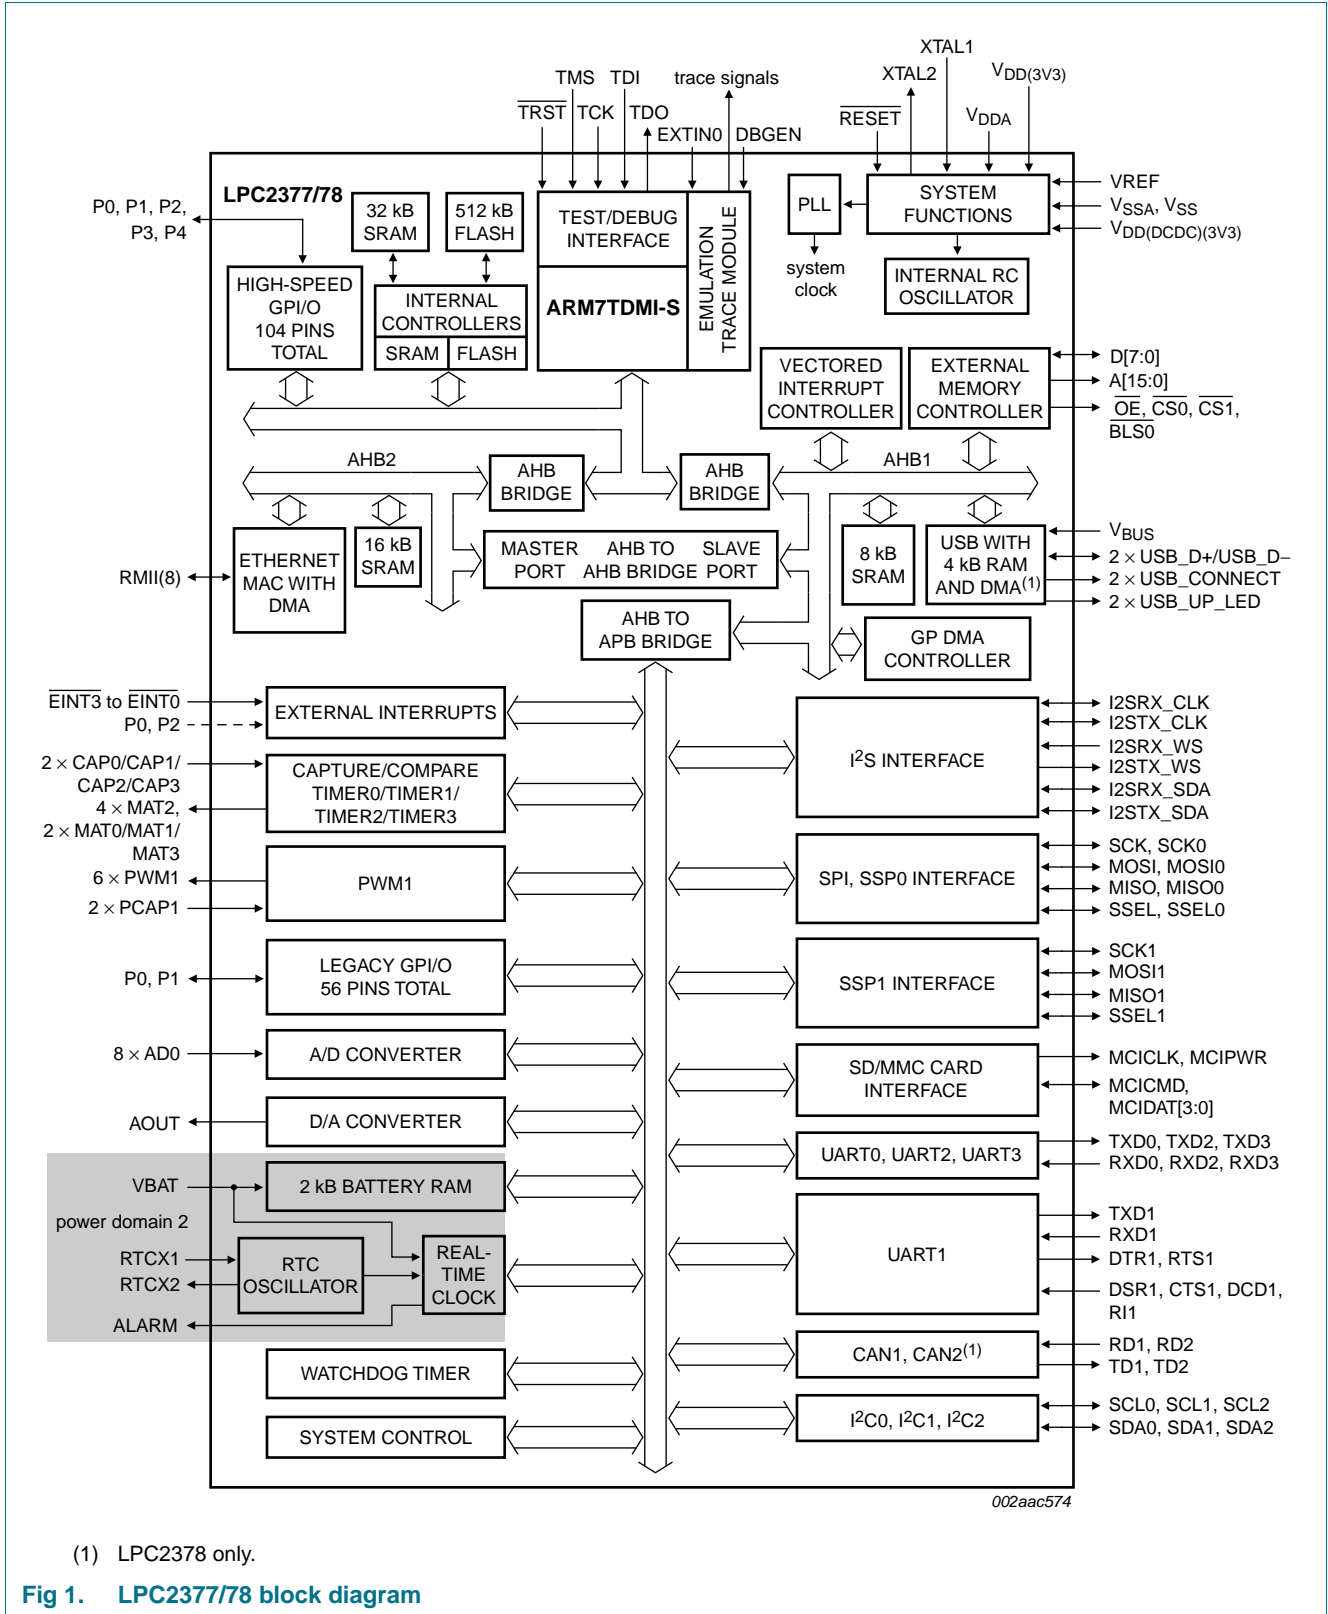 XTAL1
XTAL2
VDD(3V3)
TMS
TDI
trace signals
TRST
TCK
TDO
EXTIN0
DBGEN
RESET
VDDA
LPC2377/78
P0, P1, P2,
P3, P4
32 kB
SRAM
512 kB
FLASH
TEST/DEBUG
INTERFACE
EMULATION
TRACE MODULE
PLL
SYSTEM
FUNCTIONS
VREF
VSSA, VSS
VDD(DCDC)(3V3)
system
clock
INTERNAL RC
OSCILLATOR
HIGH-SPEED
GPI/O
104 PINS
TOTAL
INTERNAL
CONTROLLERS
SRAM
FLASH
ARM7TDMI-S
VECTORED
INTERRUPT
CONTROLLER
EXTERNAL
MEMORY
CONTROLLER
D[7:0]
A[15:0]
OE, CS0, CS1,
BLS0
AHB2
AHB
BRIDGE
AHB
BRIDGE
AHB1
RMII(8)
ETHERNET
MAC WITH
DMA
16 kB
SRAM
MASTER
PORT
AHB TO
AHB BRIDGE
SLAVE
PORT
8 kB
SRAM
USB WITH
4 kB RAM
AND DMA(1)
VBUS
2 × USB_D+/USB_D−
2 × USB_CONNECT
2 × USB_UP_LED
AHB TO
APB BRIDGE
GP DMA
CONTROLLER
EINT3 to EINT0
P0, P2
EXTERNAL INTERRUPTS
2 × CAP0/CAP1/
CAP2/CAP3
4 × MAT2,
2 × MAT0/MAT1/
MAT3
CAPTURE/COMPARE
TIMER0/TIMER1/
TIMER2/TIMER3
6 × PWM1
2 × PCAP1
PWM1
P0, P1
LEGACY GPI/O
56 PINS TOTAL
8 × AD0
A/D CONVERTER
AOUT
D/A CONVERTER
VBAT
2 kB BATTERY RAM
power domain 2
RTCX1
RTCX2
RTC
OSCILLATOR
REAL-
TIME
CLOCK
ALARM
WATCHDOG TIMER
SYSTEM CONTROL
I2S INTERFACE
I2SRX_CLK
I2STX_CLK
I2SRX_WS
I2STX_WS
I2SRX_SDA
I2STX_SDA
SPI, SSP0 INTERFACE
SCK, SCK0
MOSI, MOSI0
MISO, MISO0
SSEL, SSEL0
SSP1 INTERFACE
SCK1
MOSI1
MISO1
SSEL1
SD/MMC CARD
INTERFACE
MCICLK, MCIPWR
MCICMD,
MCIDAT[3:0]
UART0, UART2, UART3
TXD0, TXD2, TXD3
RXD0, RXD2, RXD3
UART1
TXD1
RXD1
DTR1, RTS1
DSR1, CTS1, DCD1,
RI1
CAN1, CAN2(1)
RD1, RD2
TD1, TD2
I2C0, I2C1, I2C2
SCL0, SCL1, SCL2
SDA0, SDA1, SDA2
002aac574
(1) LPC2378 only.
Fig 1. LPC2377/78 block diagram